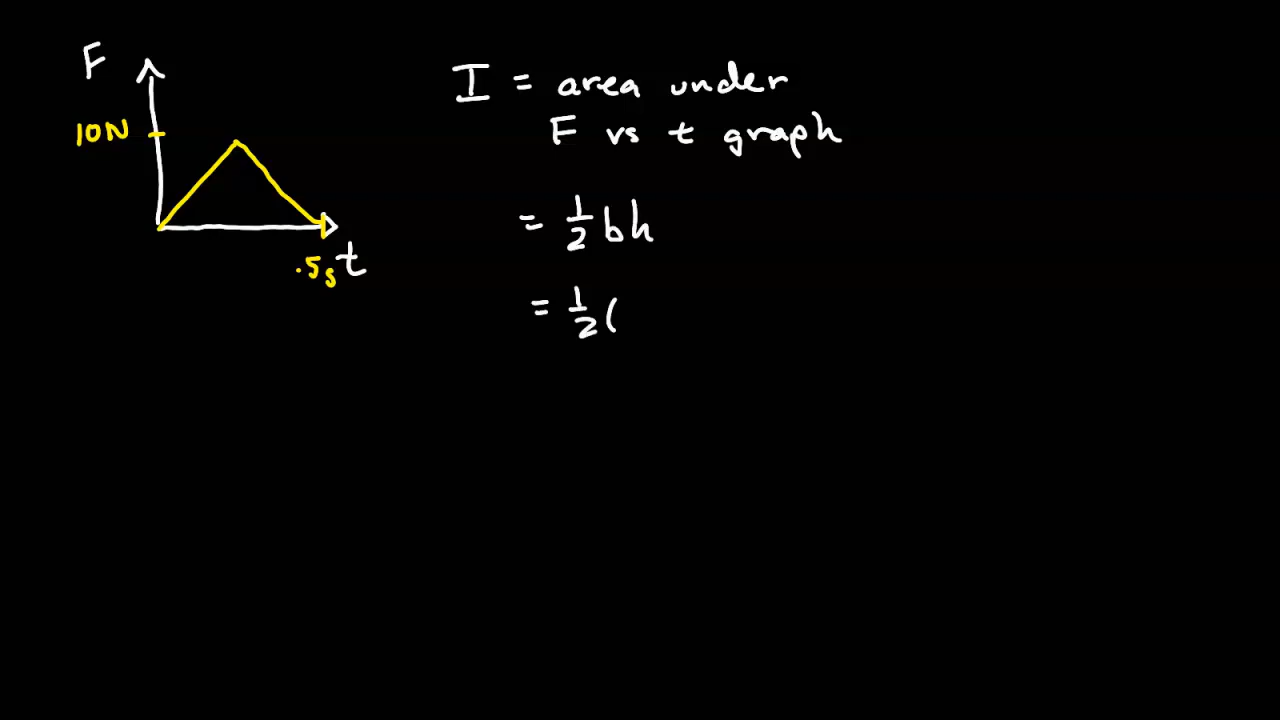 F
10N
.5s t
I = area under
F vs t graph
= 1/2 bh
= 1/2 (